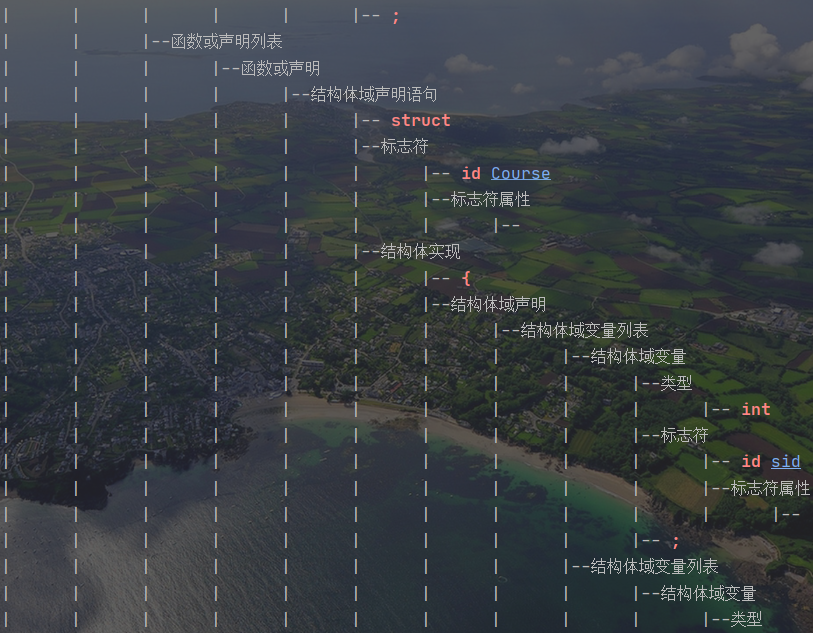 | | | | | |-- ;
| | |--函数或声明列表
| | | |--函数或声明
| | | | |--结构体域声明语句
| | | | | |-- struct
| | | | | |--标志符
| | | | | | |-- id Course
| | | | | | |--标志符属性
| | | | | | | |--
| | | | | |--结构体实现
| | | | | | |-- {
| | | | | | |--结构体域声明
| | | | | | | |--结构体域变量列表
| | | | | | | | |--结构体域变量
| | | | | | | | | |--类型
| | | | | | | | | | |-- int
| | | | | | | | | |--标志符
| | | | | | | | | | |-- id sid
| | | | | | | | | | |--标志符属性
| | | | | | | | | | | |--
| | | | | | | | | |-- ;
| | | | | | | | |--结构体域变量列表
| | | | | | | | | |--结构体域变量
| | | | | | | | | | |--类型